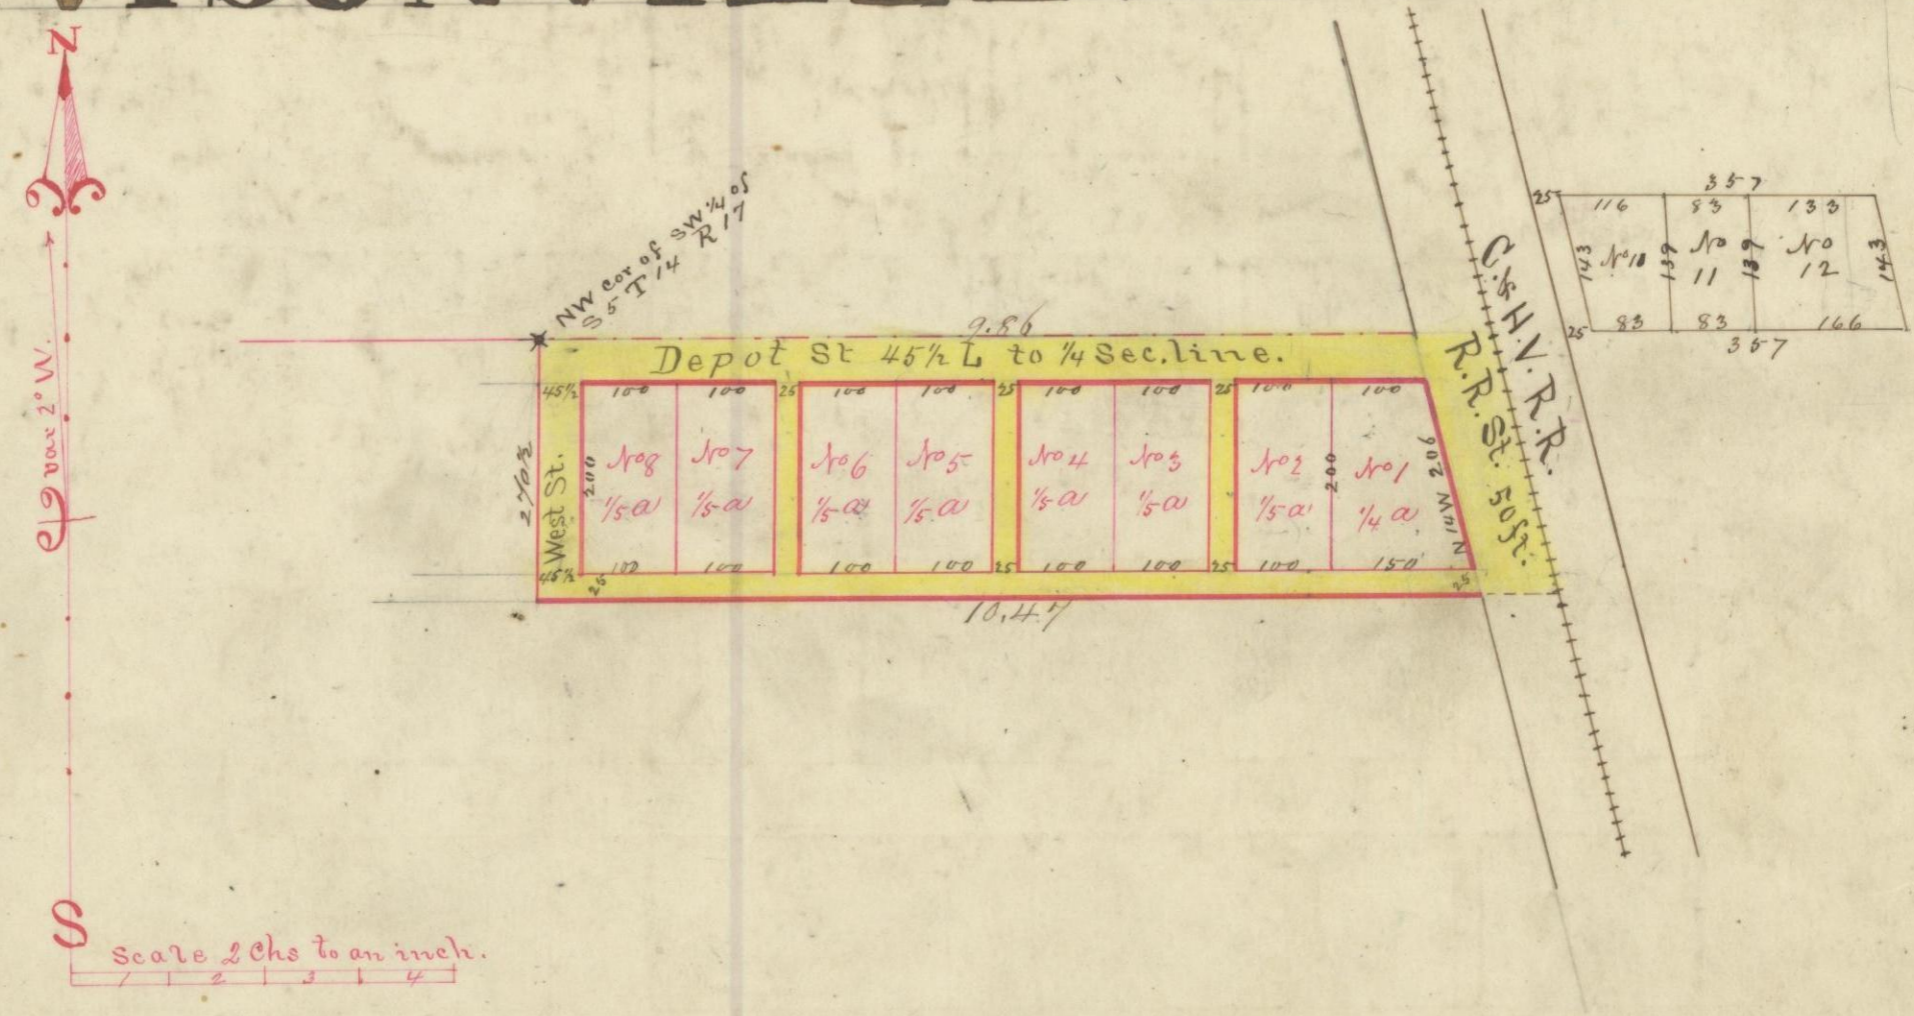 N
S
var 2° W.
Scale 2 Chs to an inch.
1 2 3 4
NW cor of SW ¼ of
S 5 T 14 R 17
9.86
Depot St 45½ L to ¼ Sec. line.
45½ 100 100 25 100 100 25 100 100 25 100 100
270½
West St.
200
No 8
⅕ a
No 7
⅕ a
No 6
⅕ a
No 5
⅕ a
No 4
⅕ a
No 3
⅕ a
No 2
⅕ a
200
No 1
¼ a
N 14 W 206
45½ 25 100 100 100 100 25 100 100 25 100 150 25
10.47
R.R. St. 50 ft.
C. & H. V. R. R.
357
25 116 83 133
143 No 10 139 No 11 139 No 12 143
25 83 83 166
357